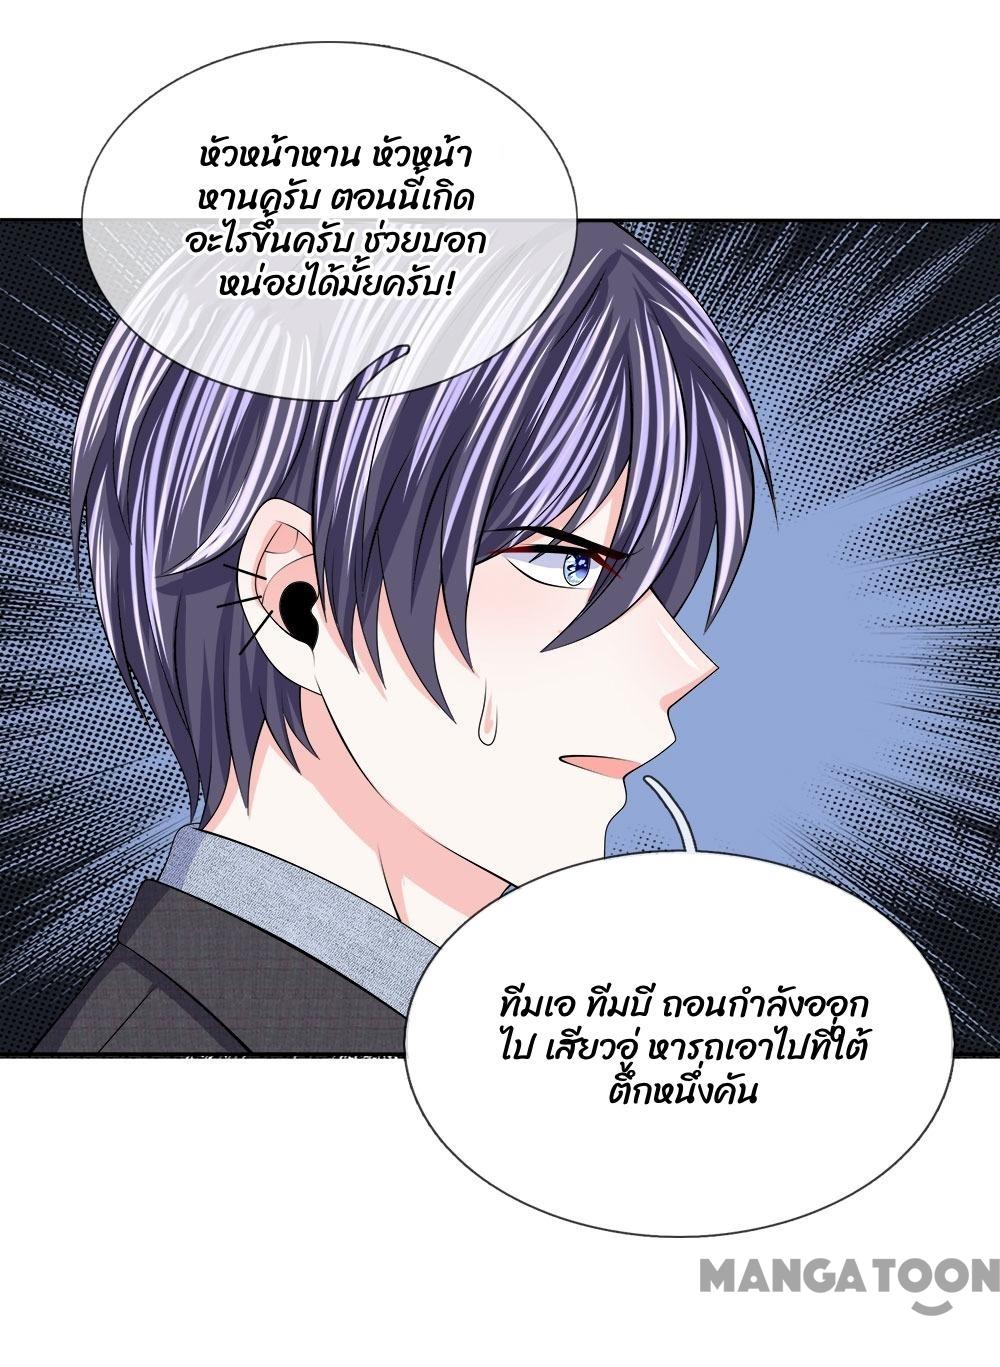 หัวหน้าหาน หัวหน้า
หานครับ ตอนนี้เกิด
อะไรขึ้นครับ ช่วยบอก
หน่อยได้มั้ยครับ!
ทีมเอ ทีมบี ถอนกำลังออก
ไป เสียวอู่ หารถเอาไปที่ใต้
ตึกหนึ่งคัน
MANGATOON